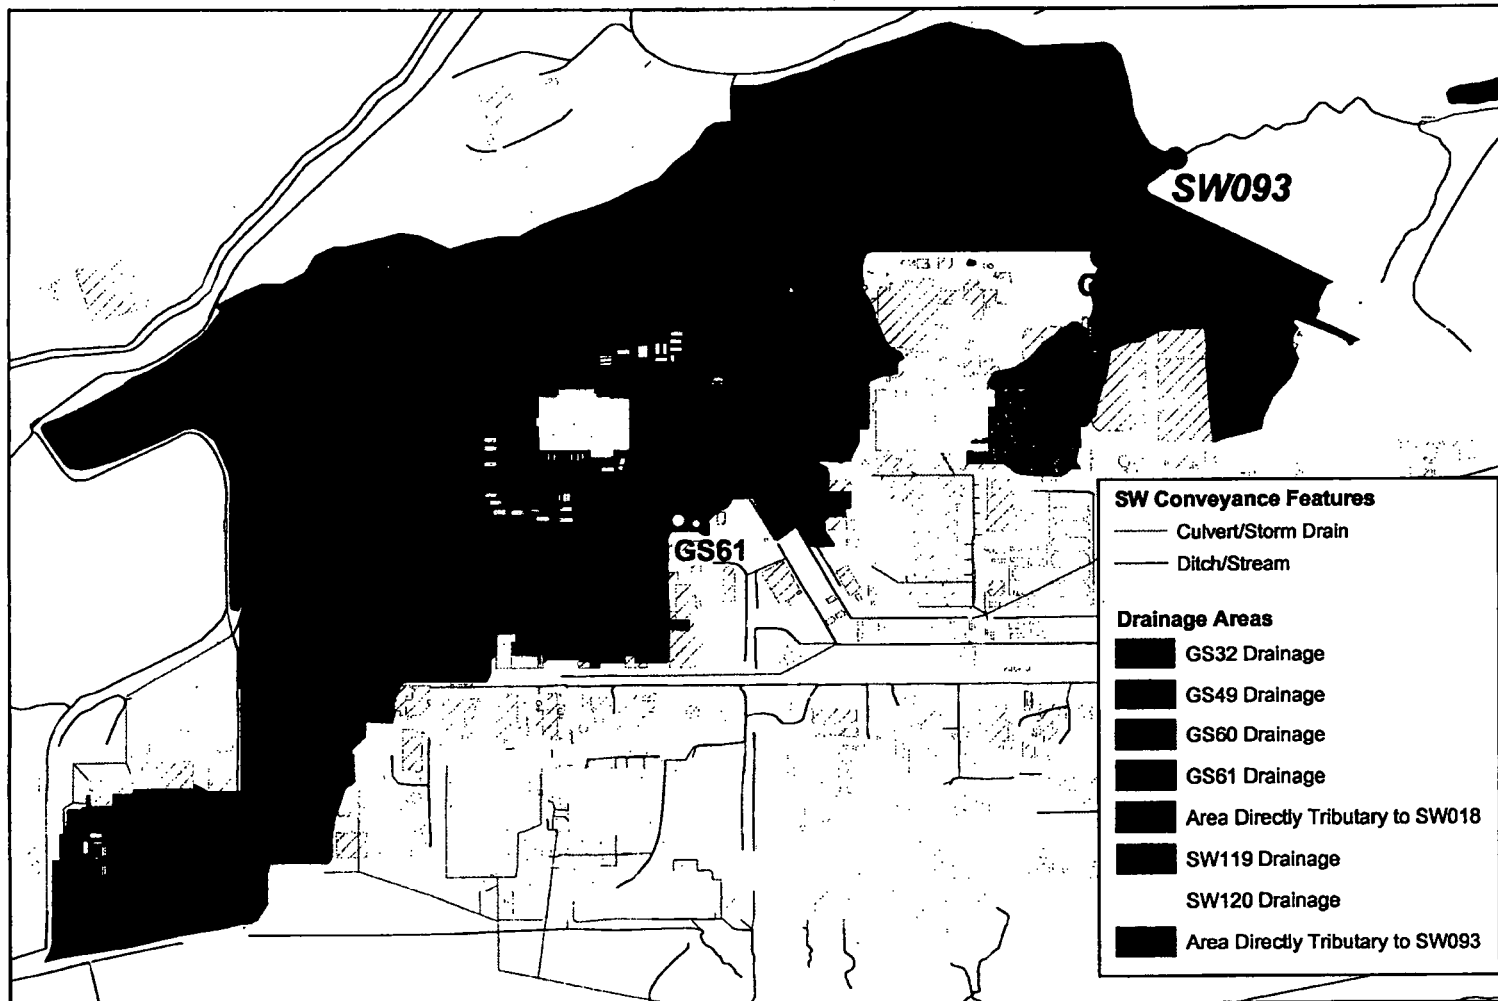 SW093
G
GS61
SW Conveyance Features
Culvert/Storm Drain
Ditch/Stream
Drainage Areas
GS32 Drainage
GS49 Drainage
GS60 Drainage
GS61 Drainage
Area Directly Tributary to SW018
SW119 Drainage
SW120 Drainage
Area Directly Tributary to SW093